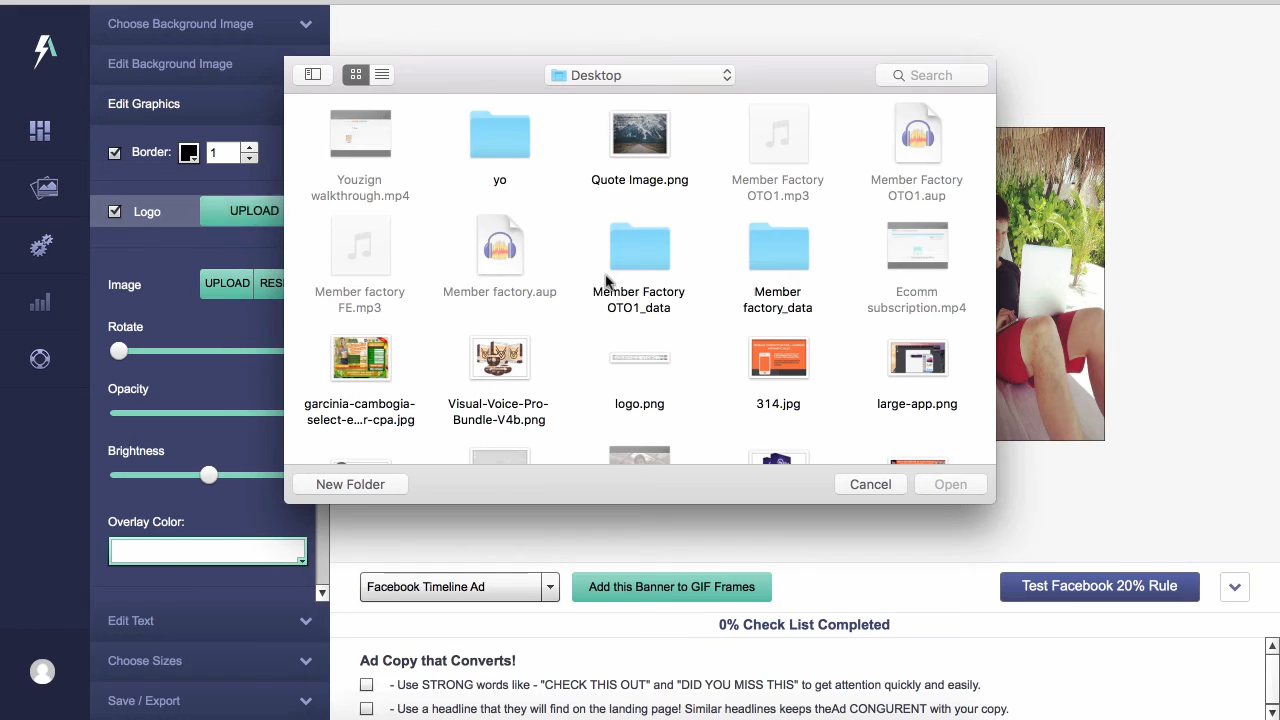 Choose Background Image
Edit Background Image
Edit Graphics
Border:
1
Logo
UPLOAD
Image
UPLOAD
RES
Rotate
Opacity
Brightness
Overlay Color:
Edit Text
Choose Sizes
Save / Export
Desktop
Search
Youzign
walkthrough.mp4
yo
Quote Image.png
Member Factory
OTO1.mp3
Member Factory
OTO1.aup
Member factory
FE.mp3
Member factory.aup
Member Factory
OTO1_data
Member
factory_data
Ecomm
subscription.mp4
garcinia-cambogia-
select-e...r-cpa.jpg
Visual-Voice-Pro-
Bundle-V4b.png
logo.png
314.jpg
large-app.png
New Folder
Cancel
Open
Facebook Timeline Ad
Add this Banner to GIF Frames
Test Facebook 20% Rule
0% Check List Completed
Ad Copy that Converts!
- Use STRONG words like - "CHECK THIS OUT" and "DID YOU MISS THIS" to get attention quickly and easily.
- Use a headline that they will find on the landing page! Similar headlines keeps theAd CONGURENT with your copy.